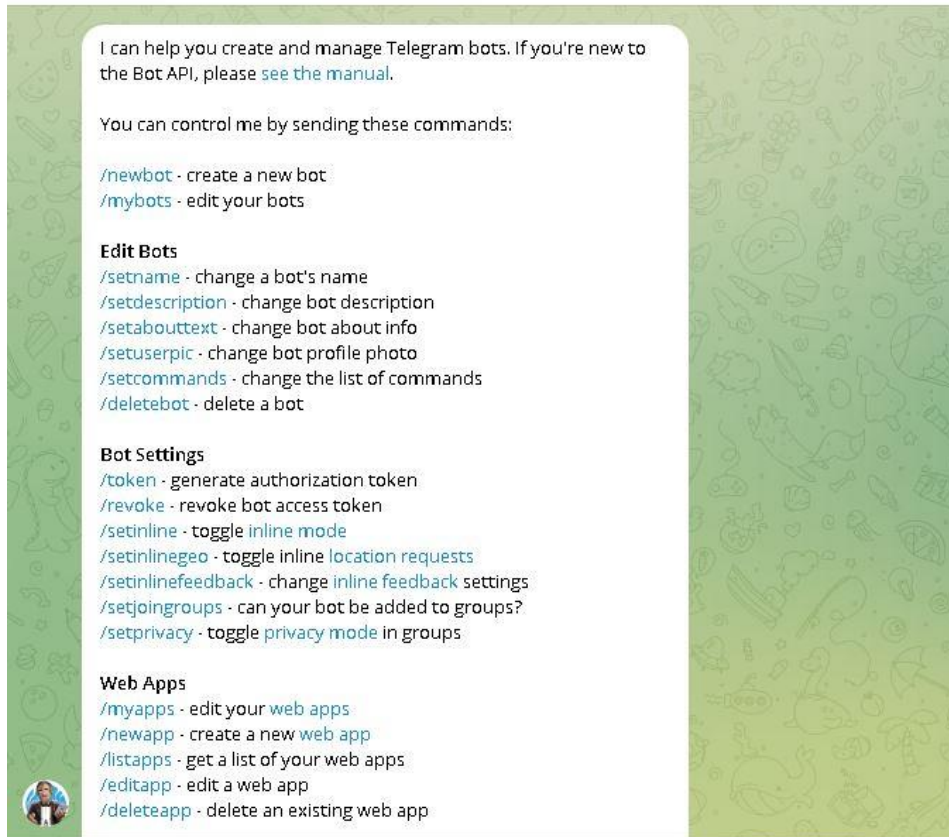 I can help you create and manage Telegram bots. If you're new to
the Bot API, please see the manual.
You can control me by sending these commands:
/newbot - create a new bot
/mybots - edit your bots
Edit Bots
/setname - change a bot's name
/setdescription - change bot description
/setabouttext - change bot about info
/setuserpic - change bot profile photo
/setcommands - change the list of commands
/deletebot - delete a bot
Bot Settings
/token - generate authorization token
/revoke - revoke bot access token
/setinline - toggle inline mode
/setinlinegeo - toggle inline location requests
/setinlinefeedback - change inline feedback settings
/setjoingroups - can your bot be added to groups?
/setprivacy - toggle privacy mode in groups
Web Apps
/myapps - edit your web apps
/newapp - create a new web app
/listapps - get a list of your web apps
/editapp - edit a web app
/deleteapp - delete an existing web app